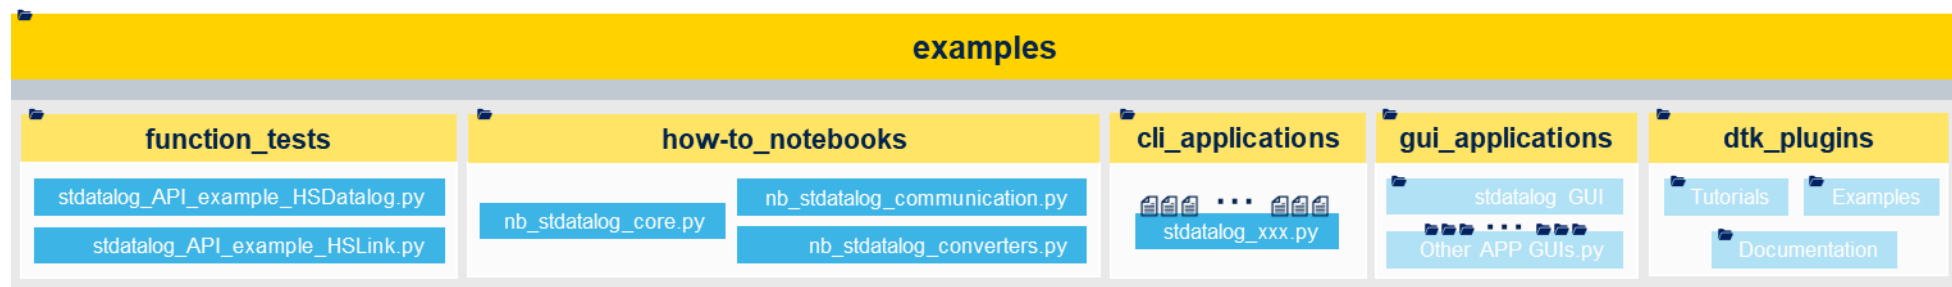 examples
function_tests
stdatalog_API_example_HSDatalog.py
stdatalog_API_example_HSLink.py
how-to_notebooks
nb_stdatalog_core.py
nb_stdatalog_communication.py
nb_stdatalog_converters.py
cli_applications
...
stdatalog_xxx.py
gui_applications
stdatalog GUI
...
Other APP GUIs.py
dtk_plugins
Tutorials
Examples
Documentation